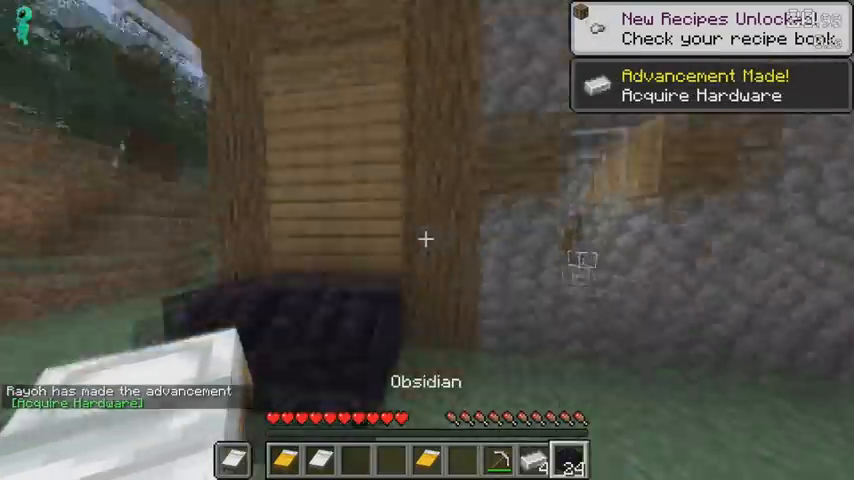 New Recipes Unlocked!
Check your recipe book
Advancement Made!
Acquire Hardware
Obsidian
Rayoh has made the advancement
[Acquire Hardware]
4
24